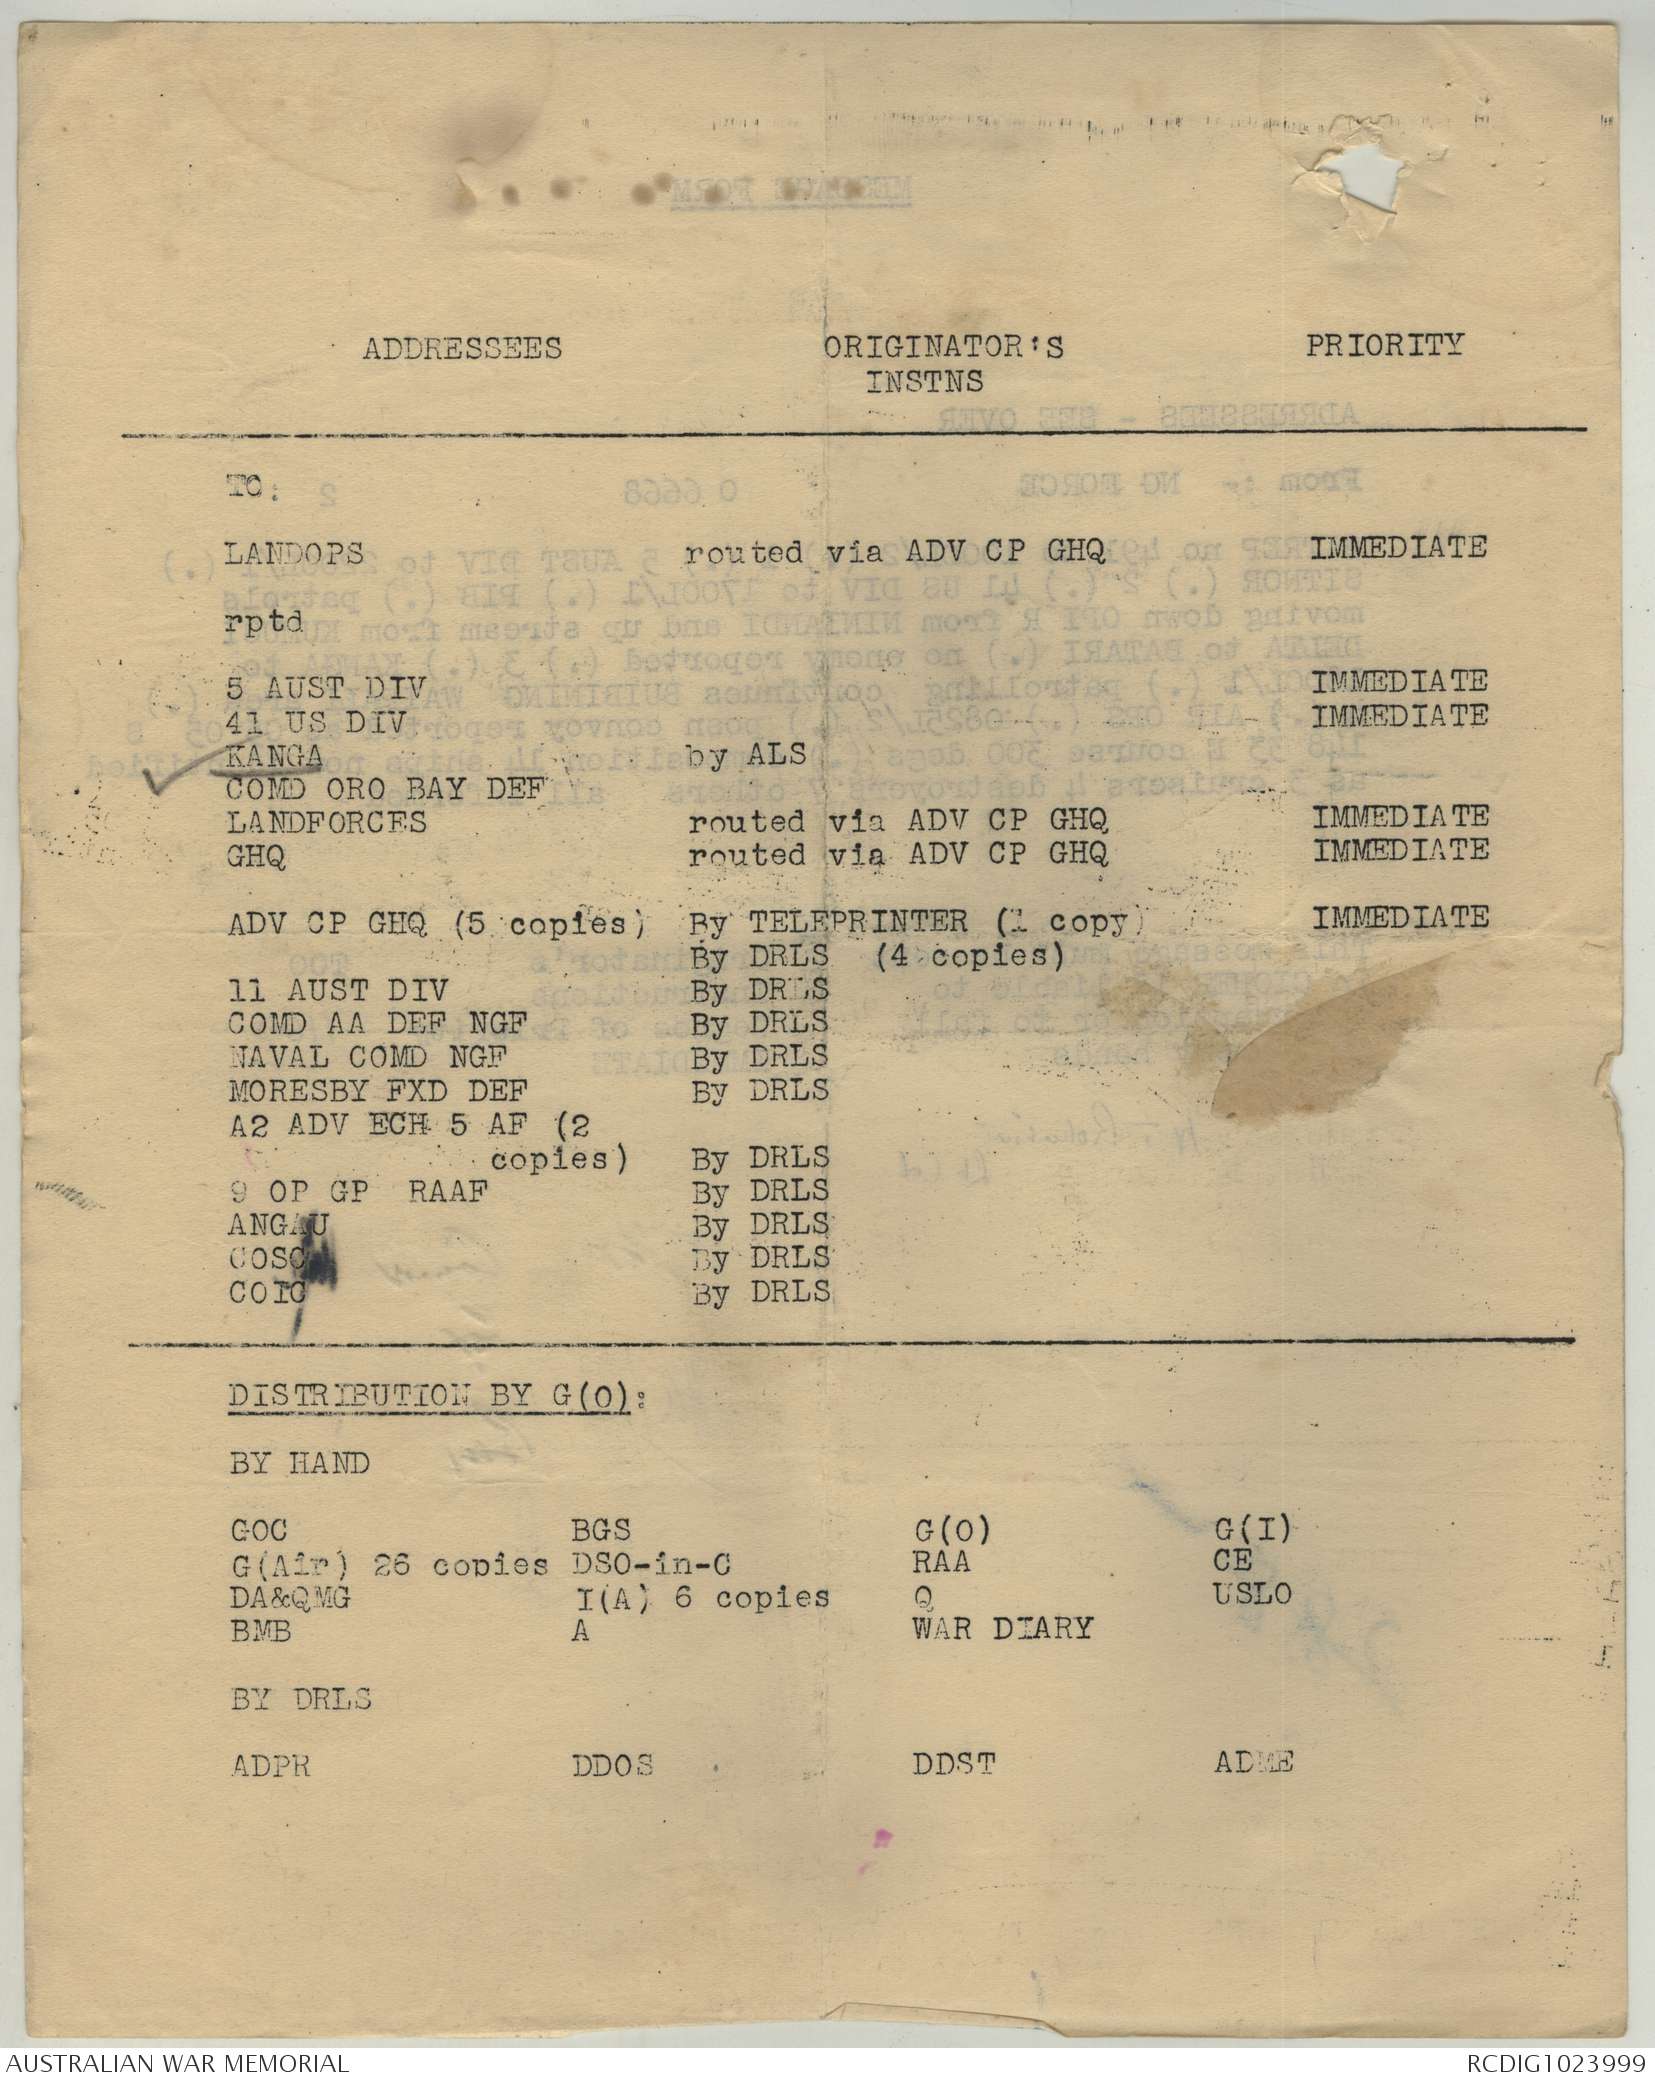 ADDRESSEES ORIGINATOR'S PRIORITY
INSTNS
TO:
LANDOPS routed via ADV CP GHQ IMMEDIATE
rptd
5 AUST DIV IMMEDIATE
41 US DIV IMMEDIATE
KANGA by ALS
COMD ORO BAY DEF
LANDFORCES routed via ADV CP GHQ IMMEDIATE
GHQ routed via ADV CP GHQ IMMEDIATE
ADV CP GHQ (5 copies) By TELEPRINTER (1 copy) IMMEDIATE
By DRLS (4 copies)
11 AUST DIV By DRLS
COMD AA DEF NGF By DRLS
NAVAL COMD NGF By DRLS
MORESBY FXD DEF By DRLS
A2 ADV ECH 5 AF (2
copies) By DRLS
9 OP GP RAAF By DRLS
ANGAU By DRLS
COSC By DRLS
COIC By DRLS
DISTRIBUTION BY G(O):
BY HAND
GOC BGS G(O) G(I)
G(Air) 26 copies DSO-in-C RAA CE
DA&QMG I(A) 6 copies Q USLO
BMB A WAR DIARY
BY DRLS
ADPR DDOS DDST ADME
AUSTRALIAN WAR MEMORIAL RCDIG1023999